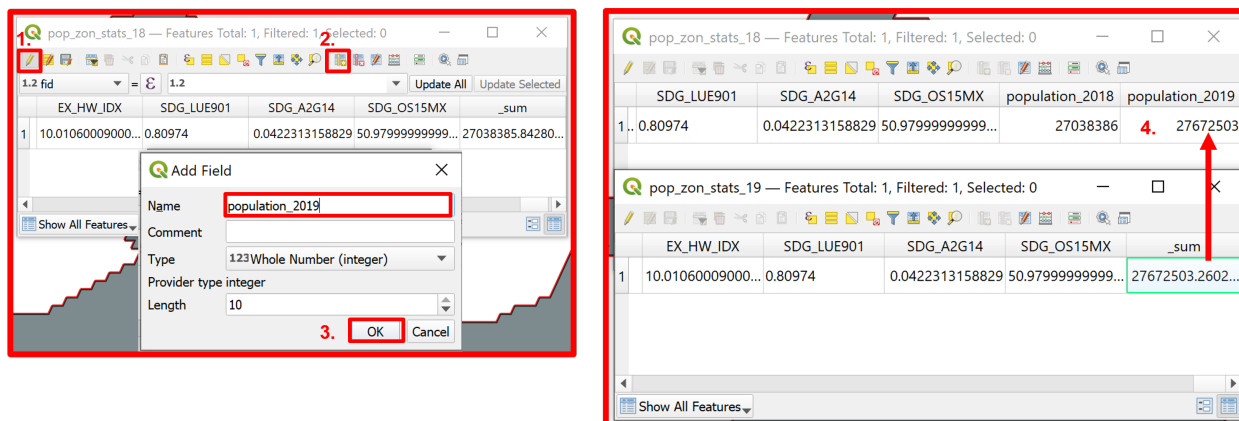 1.
pop_zon_stats_18 — Features Total: 1, Filtered: 1, Selected: 0
2.
1.2 fid = ε 1.2 Update All Update Selected
EX_HW_IDX SDG_LUE901 SDG_A2G14 SDG_OS15MX _sum
1 10.01060009000... 0.80974 0.0422313158829 50.97999999999... 27038385.84280...
Add Field
Name population_2019
Comment
Type 123 Whole Number (integer)
Provider type integer
Length 10
3. OK Cancel
Show All Features
pop_zon_stats_18 — Features Total: 1, Filtered: 1, Selected: 0
SDG_LUE901 SDG_A2G14 SDG_OS15MX population_2018 population_2019
1.. 0.80974 0.0422313158829 50.97999999999... 27038386 4. 27672503
pop_zon_stats_19 — Features Total: 1, Filtered: 1, Selected: 0
EX_HW_IDX SDG_LUE901 SDG_A2G14 SDG_OS15MX _sum
1 10.01060009000... 0.80974 0.0422313158829 50.97999999999... 27672503.2602...
Show All Features